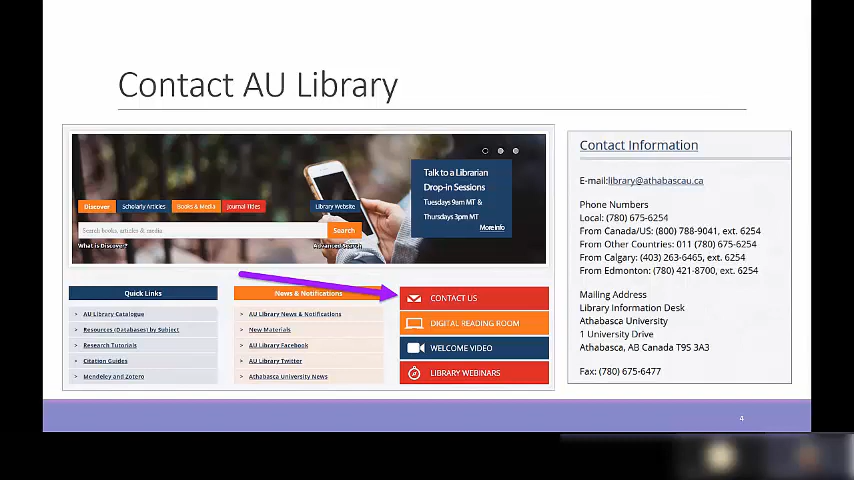 Contact AU Library
Talk to a Librarian
Drop-in Sessions
Tuesdays 9am MT &
Thursdays 3pm MT
More Info
Discover
Scholarly Articles
Books & Media
Journal Titles
Library Website
Search books, articles & media
Search
What is Discover?
Advanced Search
Quick Links
> AU Library Catalogue
> Resources (Databases) by Subject
> Research Tutorials
> Citation Guides
> Mendeley and Zotero
News & Notifications
> AU Library News & Notifications
> New Materials
> AU Library Facebook
> AU Library Twitter
> Athabasca University News
CONTACT US
DIGITAL READING ROOM
WELCOME VIDEO
LIBRARY WEBINARS
Contact Information
E-mail:library@athabascau.ca
Phone Numbers
Local: (780) 675-6254
From Canada/US: (800) 788-9041, ext. 6254
From Other Countries: 011 (780) 675-6254
From Calgary: (403) 263-6465, ext. 6254
From Edmonton: (780) 421-8700, ext. 6254
Mailing Address
Library Information Desk
Athabasca University
1 University Drive
Athabasca, AB Canada T9S 3A3
Fax: (780) 675-6477
4